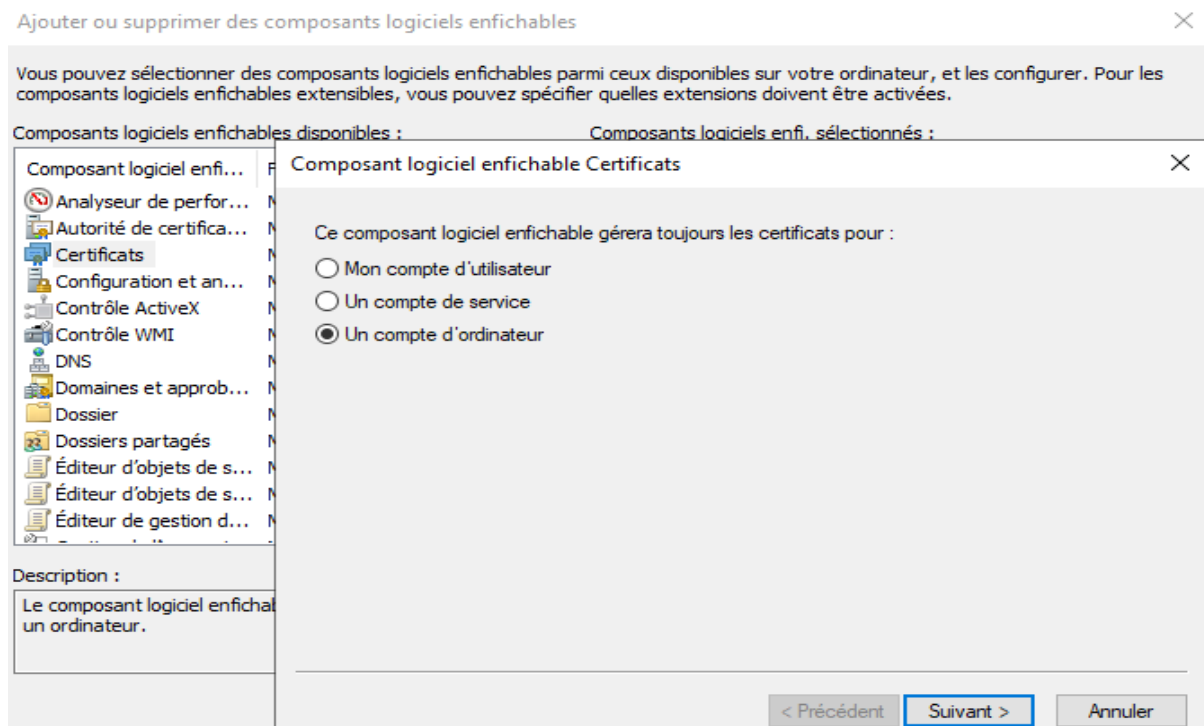 Ajouter ou supprimer des composants logiciels enfichables
Vous pouvez sélectionner des composants logiciels enfichables parmi ceux disponibles sur votre ordinateur, et les configurer. Pour les
composants logiciels enfichables extensibles, vous pouvez spécifier quelles extensions doivent être activées.
Composants logiciels enfichables disponibles :
Composants logiciels enfi. sélectionnés :
Composant logiciel enfi...
Analyseur de perfor...
Autorité de certifica...
Certificats
Configuration et an...
Contrôle ActiveX
Contrôle WMI
DNS
Domaines et approb...
Dossier
Dossiers partagés
Éditeur d'objets de s...
Éditeur d'objets de s...
Éditeur de gestion d...
Description :
Le composant logiciel enfichab
un ordinateur.
Composant logiciel enfichable Certificats
Ce composant logiciel enfichable gérera toujours les certificats pour :
Mon compte d'utilisateur
Un compte de service
Un compte d'ordinateur
< Précédent
Suivant >
Annuler